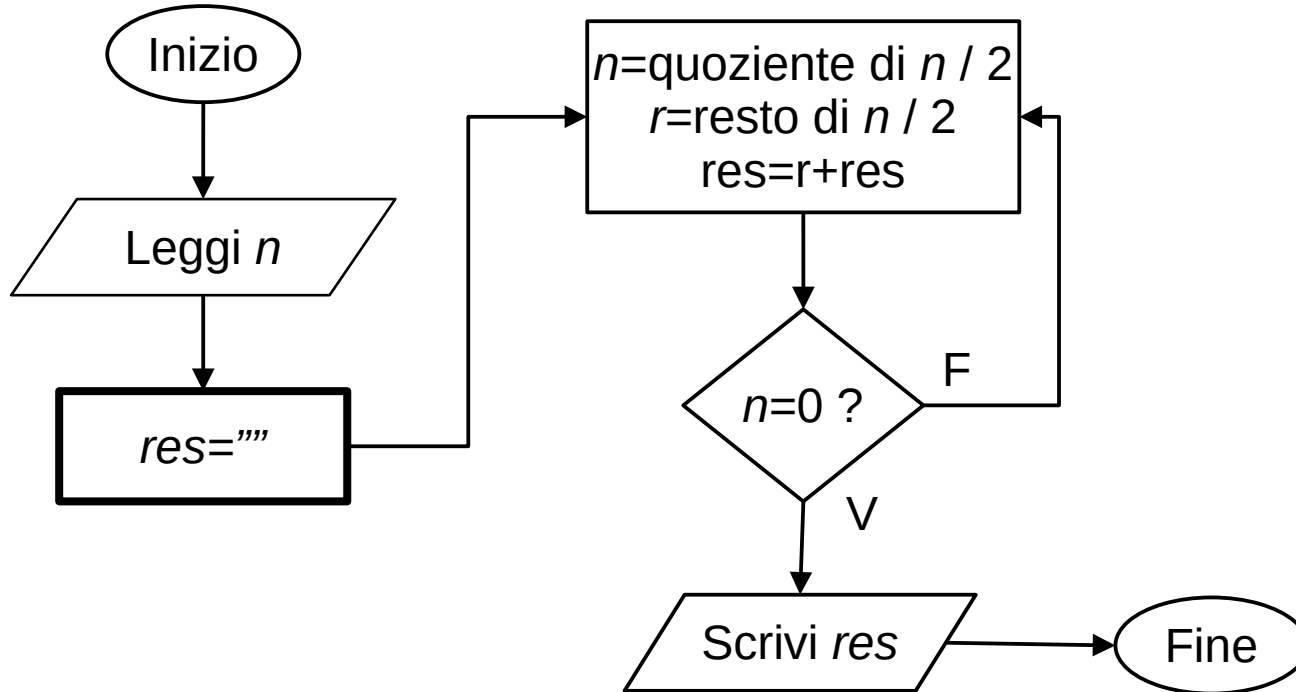 Inizio
Leggi n
res=””
n=quoziente di n / 2
r=resto di n / 2
res=r+res
n=0 ?
F
V
Scrivi res
Fine